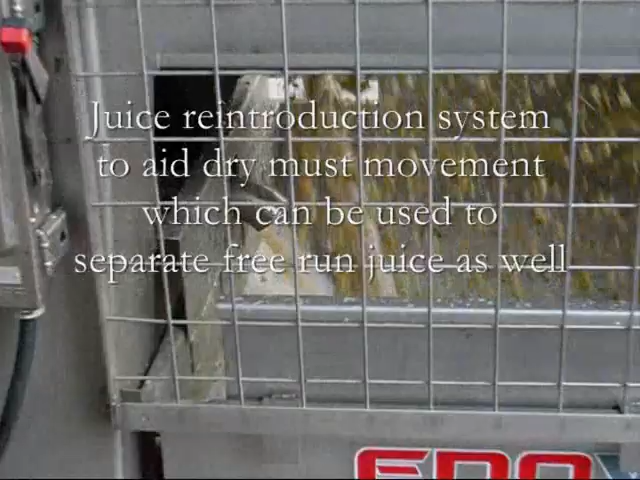 Juice reintroduction system
to aid dry must movement
which can be used to
separate free run juice as well